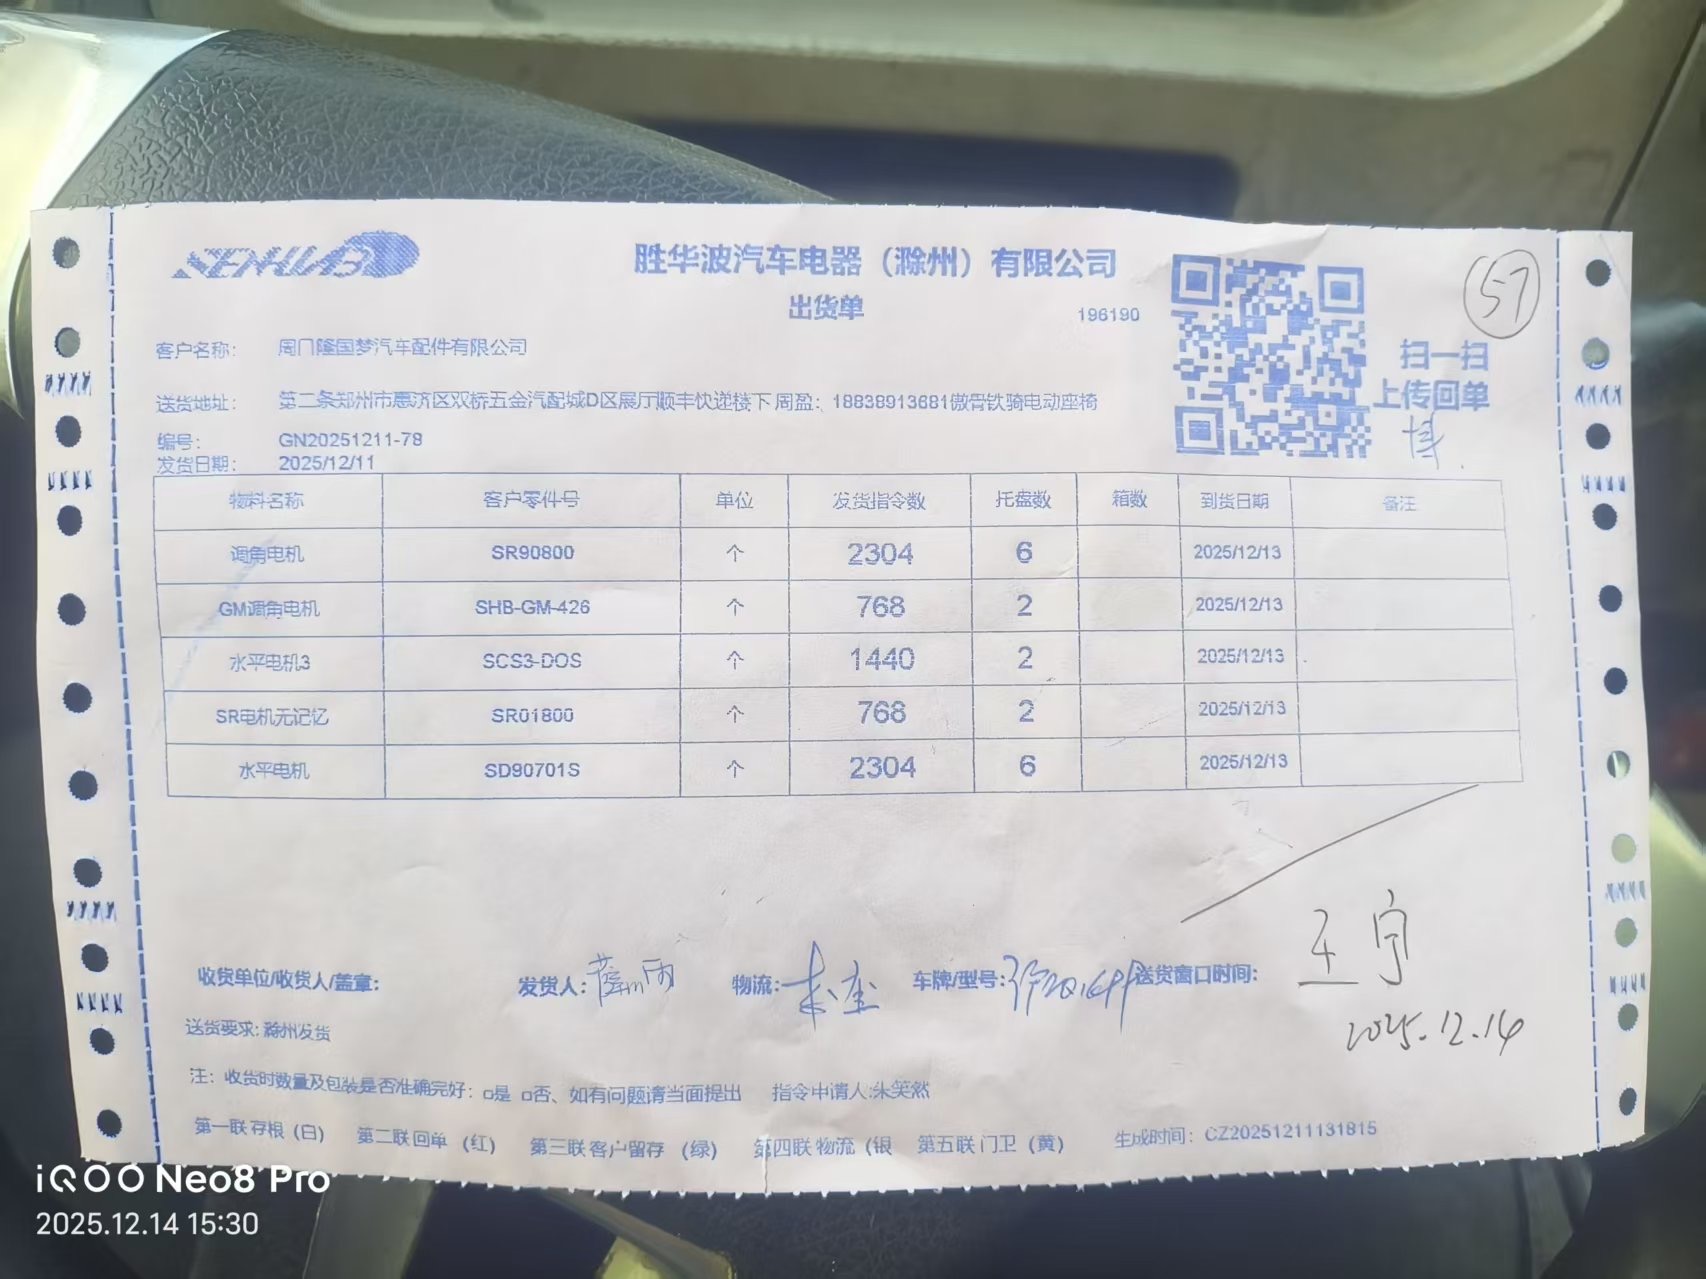 SENHWB
胜华波汽车电器（滁州）有限公司
出货单
196190
57
扫一扫
上传回单
客户名称： 周口隆国梦汽车配件有限公司
送货地址： 第二条郑州市惠济区双桥五金汽配城D区展厅顺丰快递楼下周盈：18838913681傲骨铁骑电动座椅
编号： GN20251211-78
发货日期： 2025/12/11
物料名称 客户零件号 单位 发货指令数 托盘数 箱数 到货日期 备注
调角电机 SR90800 个 2304 6 2025/12/13
GM调角电机 SHB-GM-426 个 768 2 2025/12/13
水平电机3 SCS3-DOS 个 1440 2 2025/12/13
SR电机无记忆 SR01800 个 768 2 2025/12/13
水平电机 SD90701S 个 2304 6 2025/12/13
收货单位/收货人/盖章： 发货人： 物流： 车牌/型号： 送货窗口时间： 王宁
2025.12.14
送货要求：滁州发货
注：收货时数量及包装是否准确完好：□是 □否、如有问题请当面提出 指令申请人:朱笑然
第一联存根（白） 第二联回单（红） 第三联客户留存（绿） 第四联物流（银 第五联门卫（黄） 生成时间：CZ20251211131815
iQOO Neo8 Pro
2025.12.14 15:30